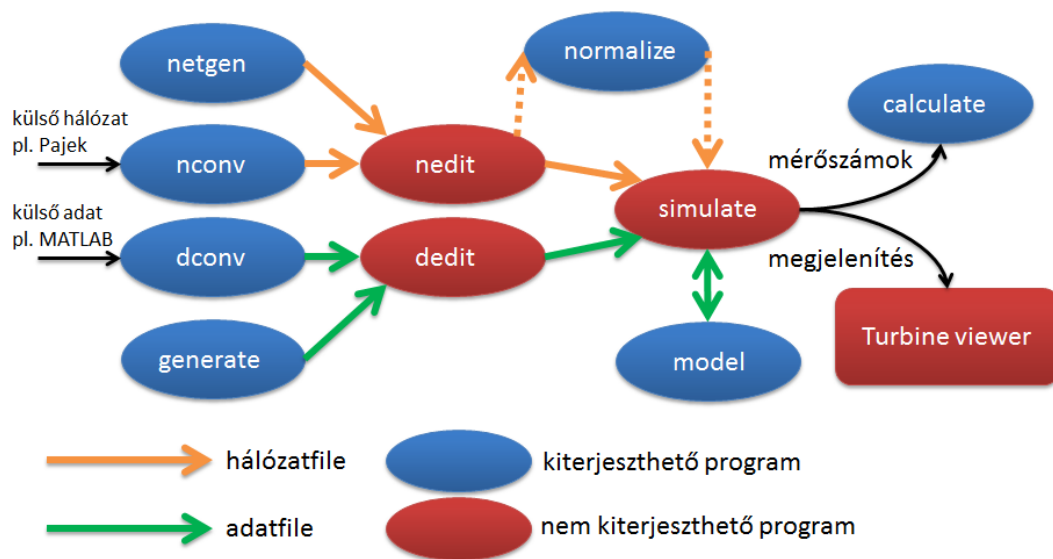 netgen
normalize
calculate
külső hálózat
pl. Pajek
nconv
nedit
mérőszámok
simulate
külső adat
pl. MATLAB
dconv
dedit
megjelenítés
generate
model
Turbine viewer
hálózatfile
kiterjeszthető program
adatfile
nem kiterjeszthető program